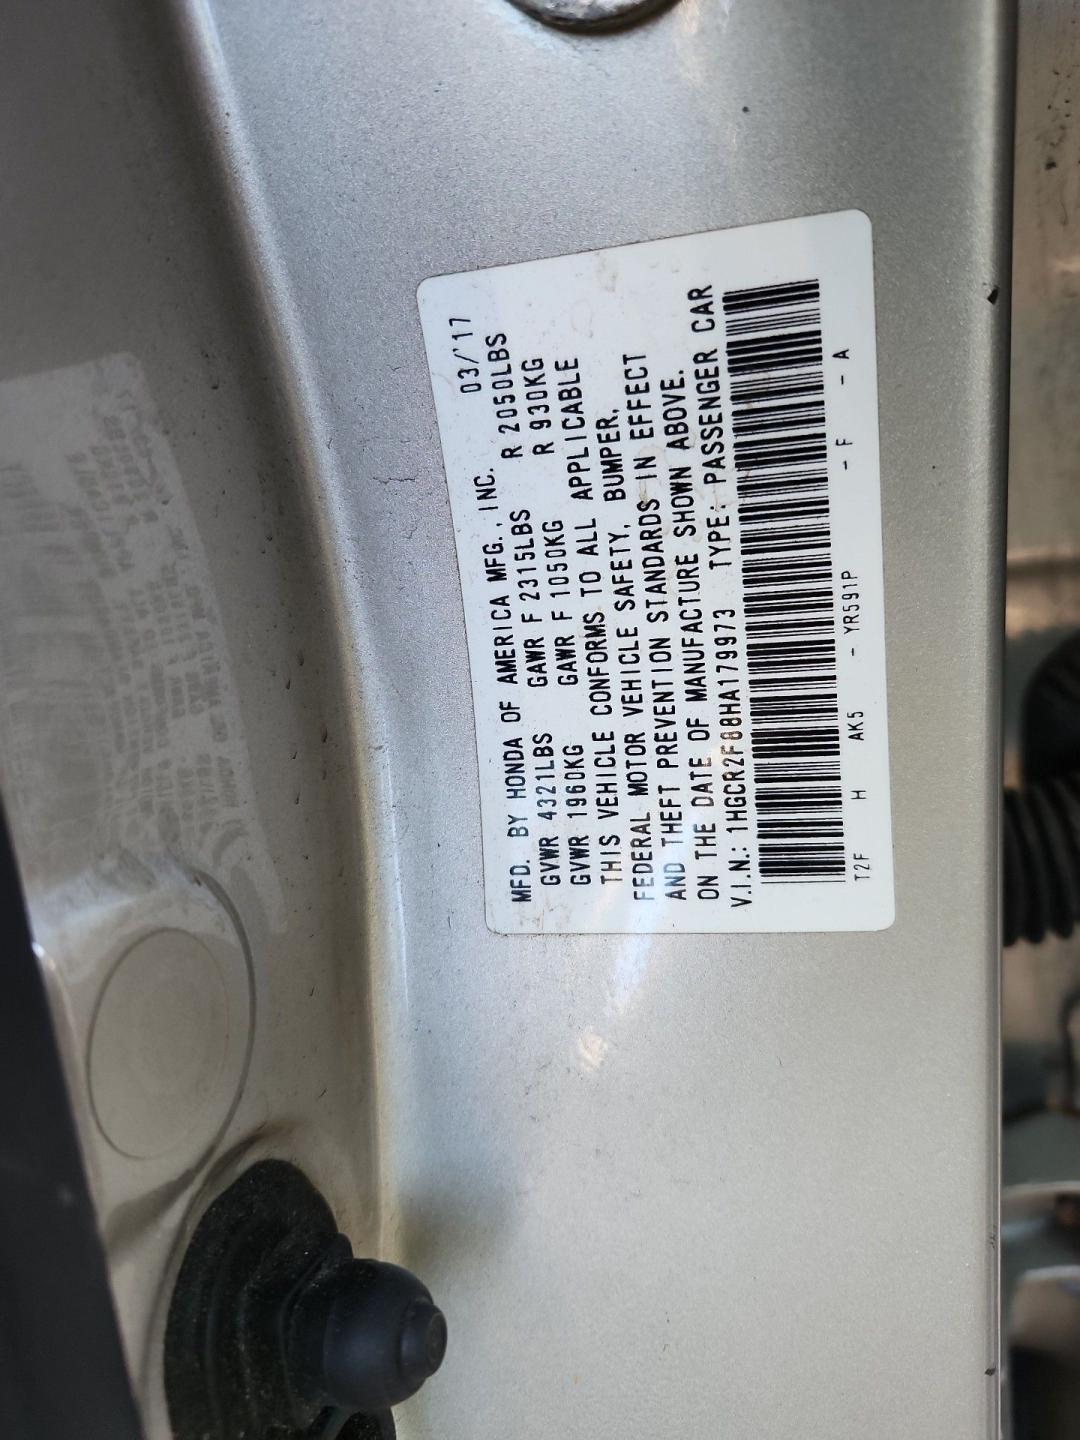 MFD. BY HONDA OF AMERICA MFG., INC. 03/'17
GVWR 4321LBS GAWR F 2315LBS R 2050LBS
GVWR 1960KG GAWR F 1050KG R 930KG
THIS VEHICLE CONFORMS TO ALL APPLICABLE
FEDERAL MOTOR VEHICLE SAFETY, BUMPER,
AND THEFT PREVENTION STANDARDS IN EFFECT
ON THE DATE OF MANUFACTURE SHOWN ABOVE.
V.I.N.: 1HGCR2F88HA179973 TYPE: PASSENGER CAR
T2F H AK5 - YR591P - F - A